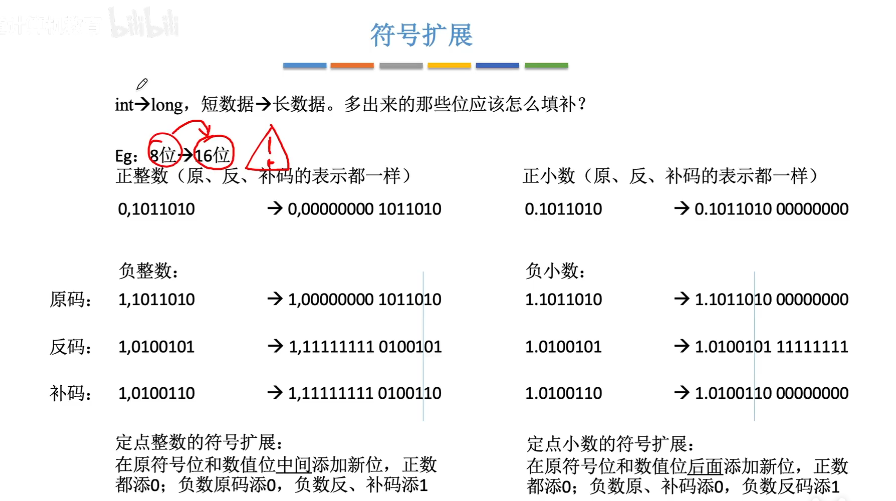 bilibili
符号扩展
int→long，短数据→长数据。多出来的那些位应该怎么填补？
Eg：8位→16位
正整数（原、反、补码的表示都一样）
0,1011010 → 0,00000000 1011010
负整数：
原码： 1,1011010 → 1,00000000 1011010
反码： 1,0100101 → 1,11111111 0100101
补码： 1,0100110 → 1,11111111 0100110
定点整数的符号扩展：
在原符号位和数值位中间添加新位，正数
都添0；负数原码添0，负数反、补码添1
正小数（原、反、补码的表示都一样）
0.1011010 → 0.1011010 00000000
负小数：
1.1011010 → 1.1011010 00000000
1.0100101 → 1.0100101 11111111
1.0100110 → 1.0100110 00000000
定点小数的符号扩展：
在原符号位和数值位后面添加新位，正数
都添0；负数原、补码添0，负数反码添1